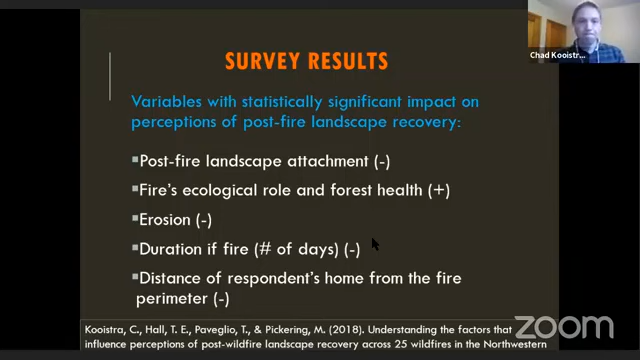 SURVEY RESULTS
Variables with statistically significant impact on
perceptions of post-fire landscape recovery:
▪Post-fire landscape attachment (-)
▪Fire's ecological role and forest health (+)
▪Erosion (-)
▪Duration if fire (# of days) (-)
▪Distance of respondent's home from the fire
perimeter (-)
Kooistra, C., Hall, T. E., Paveglio, T., & Pickering, M. (2018). Understanding the factors that
influence perceptions of post-wildfire landscape recovery across 25 wildfires in the Northwestern
Chad Kooistr...
zoom